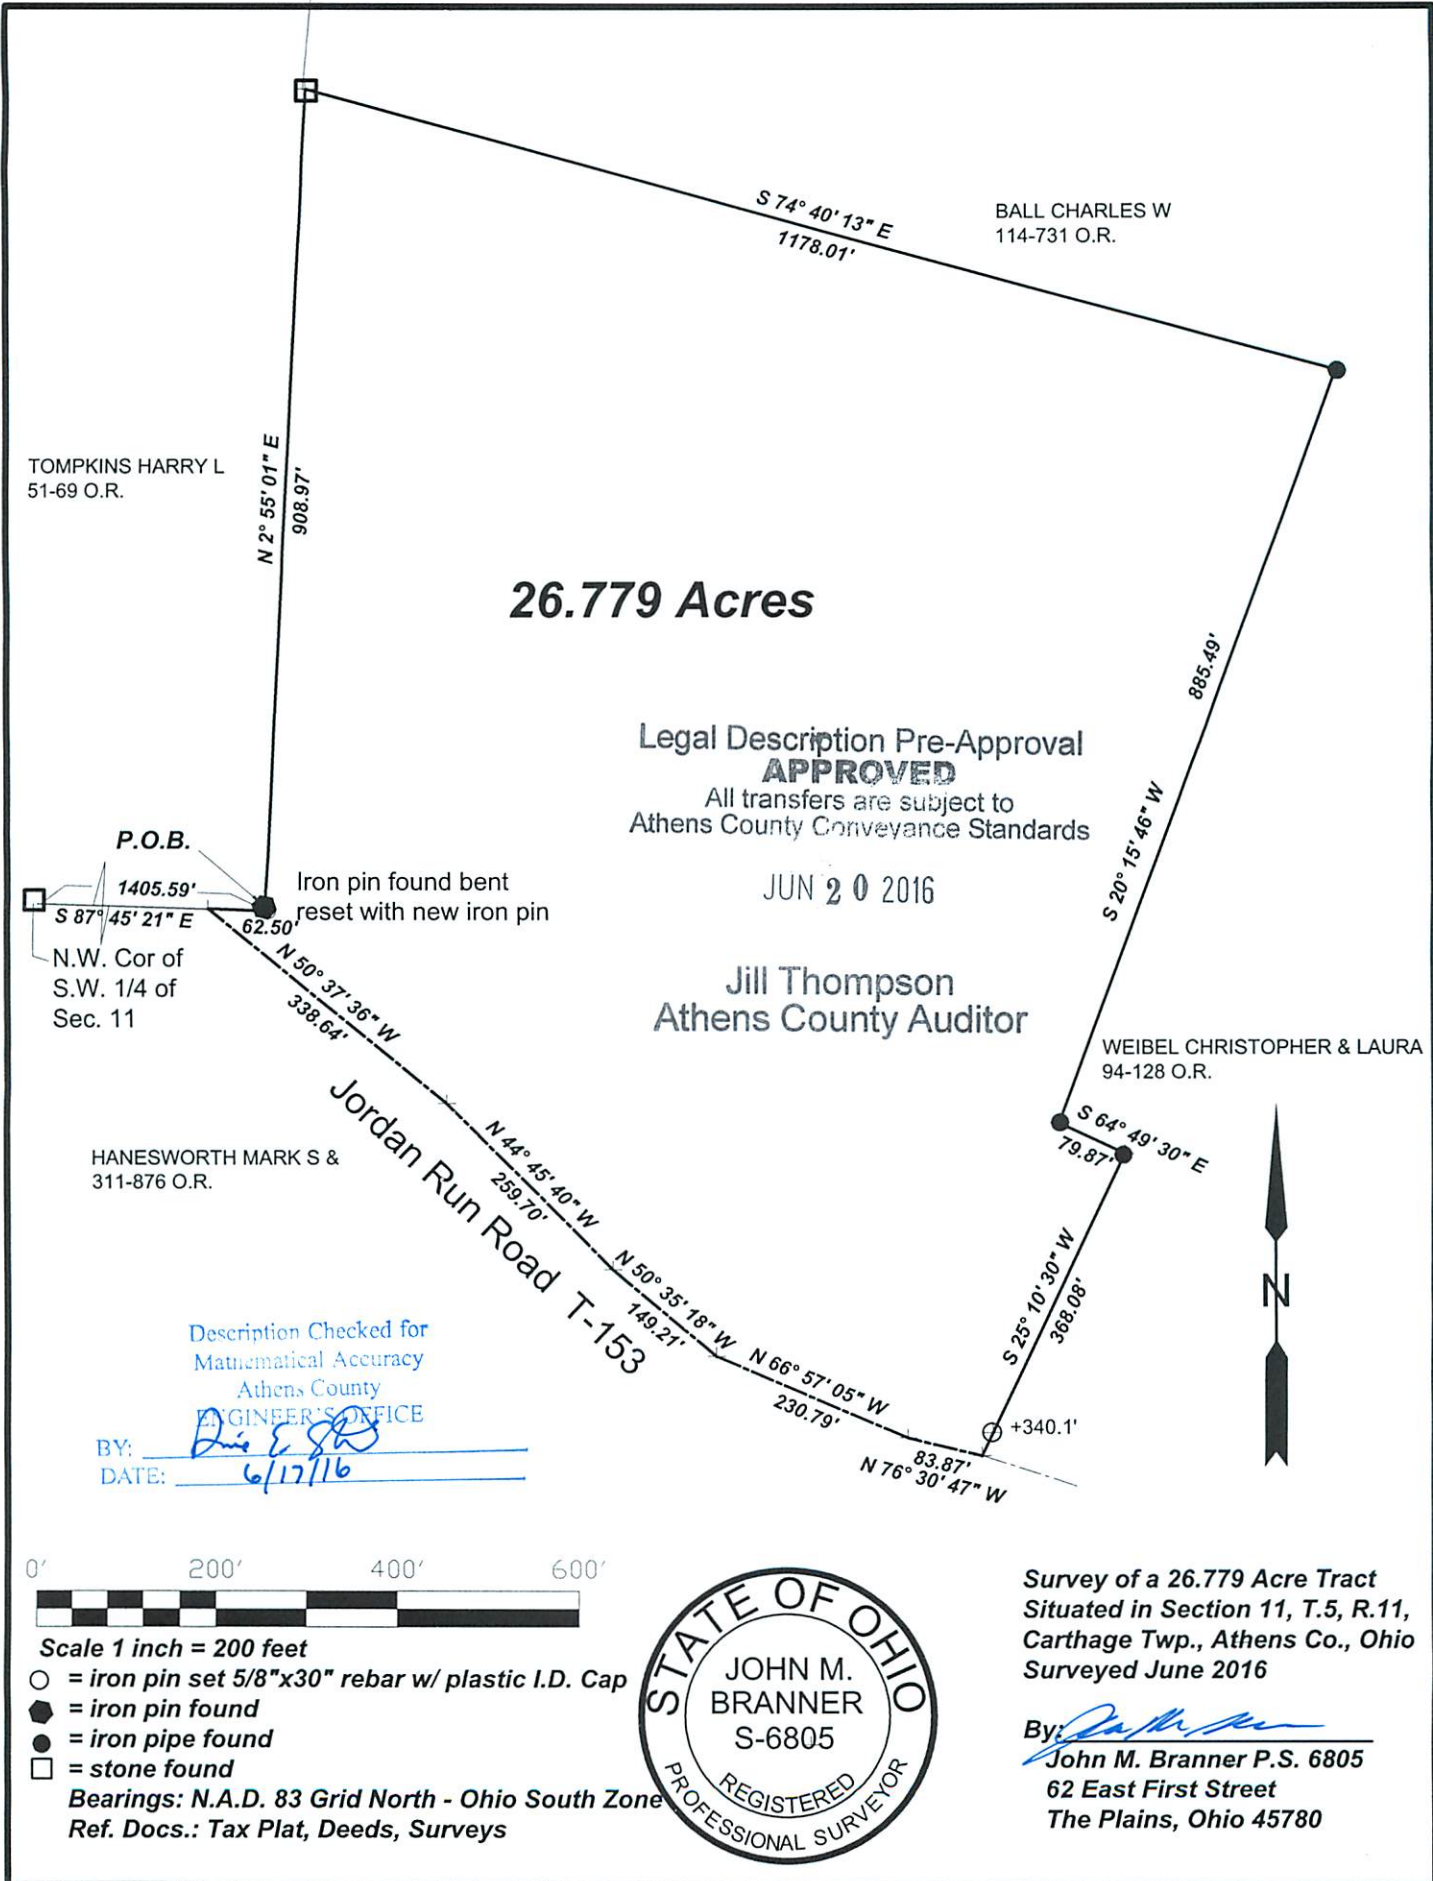 S 74° 40' 13" E
1178.01'
BALL CHARLES W
114-731 O.R.
TOMPKINS HARRY L
51-69 O.R.
N 2° 55' 01" E
908.97'
26.779 Acres
885.49'
S 20° 15' 46" W
Legal Description Pre-Approval
APPROVED
All transfers are subject to
Athens County Conveyance Standards
JUN 20 2016
Jill Thompson
Athens County Auditor
P.O.B.
1405.59'
S 87° 45' 21" E
62.50'
Iron pin found bent
reset with new iron pin
N.W. Cor of
S.W. 1/4 of
Sec. 11
N 50° 37' 36" W
338.64'
WEIBEL CHRISTOPHER & LAURA
94-128 O.R.
S 64° 49' 30" E
79.87'
HANESWORTH MARK S &
311-876 O.R.
Jordan Run Road T-153
N 44° 45' 40" W
259.70'
N 50° 35' 18" W
149.21'
N 66° 57' 05" W
230.79'
S 25° 10' 30" W
368.08'
+340.1'
83.87'
N 76° 30' 47" W
N
Description Checked for
Mathematical Accuracy
Athens County
ENGINEER'S OFFICE
BY:
DATE: 6/17/16
0' 200' 400' 600'
Scale 1 inch = 200 feet
= iron pin set 5/8"x30" rebar w/ plastic I.D. Cap
= iron pin found
= iron pipe found
= stone found
Bearings: N.A.D. 83 Grid North - Ohio South Zone
Ref. Docs.: Tax Plat, Deeds, Surveys
STATE OF OHIO
JOHN M.
BRANNER
S-6805
REGISTERED
PROFESSIONAL SURVEYOR
Survey of a 26.779 Acre Tract
Situated in Section 11, T.5, R.11,
Carthage Twp., Athens Co., Ohio
Surveyed June 2016
By:
John M. Branner P.S. 6805
62 East First Street
The Plains, Ohio 45780